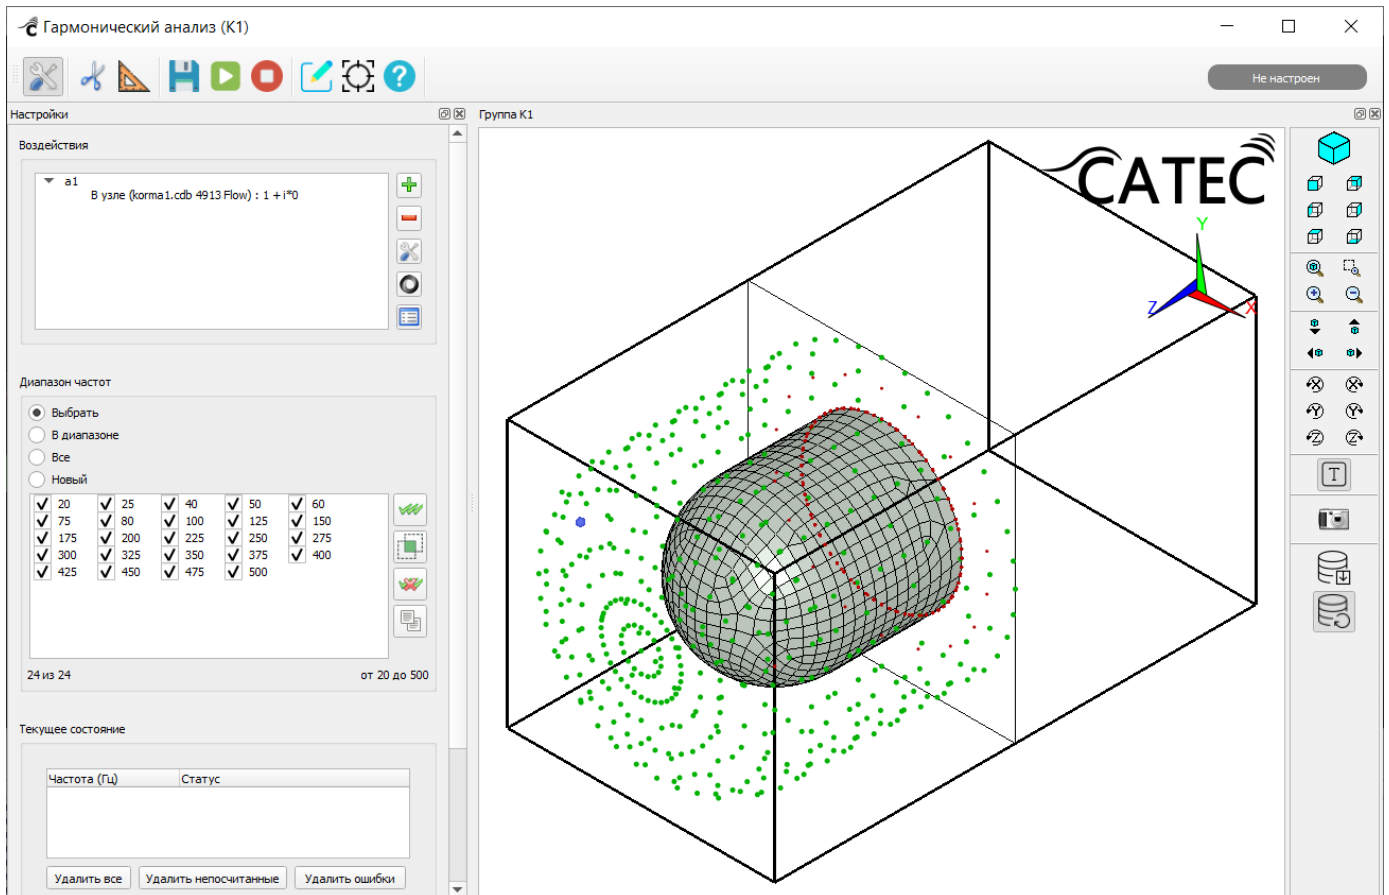 Гармонический анализ (K1)
Не настроен
Настройки
Группа K1
Воздействия
a1
В узле (korma1.cdb 4913 Flow) : 1 + i*0
CATEC
Y
Z
X
Диапазон частот
Выбрать
В диапазоне
Все
Новый
20 25 40 50 60
75 80 100 125 150
175 200 225 250 275
300 325 350 375 400
425 450 475 500
24 из 24
от 20 до 500
Текущее состояние
Частота (Гц) Статус
Удалить все Удалить непосчитанные Удалить ошибки
X X
Y Y
Z Z
T